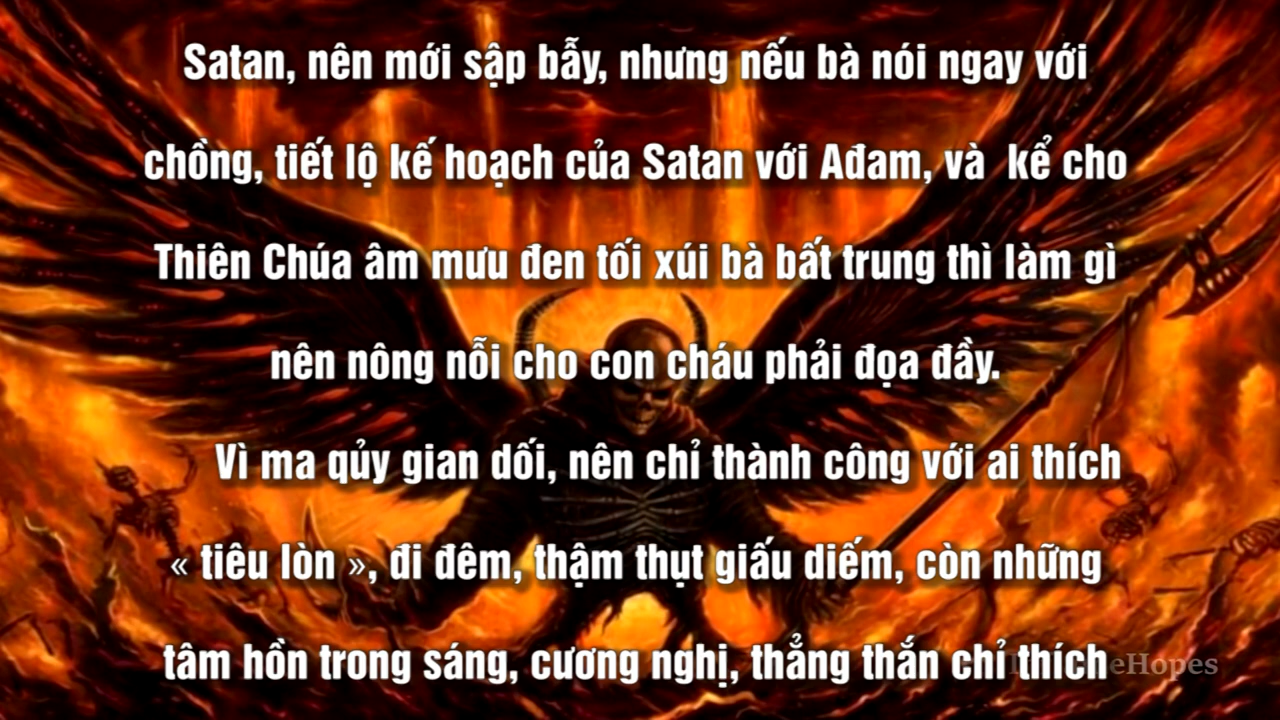 Satan, nên mới sập bẫy, nhưng nếu bà nói ngay với
chồng, tiết lộ kế hoạch của Satan với Ađam, và kể cho
Thiên Chúa âm mưu đen tối xúi bà bất trung thì làm gì
nên nông nỗi cho con cháu phải đọa đầy.
Vì ma qủy gian dối, nên chỉ thành công với ai thích
« tiêu lòn », đi đêm, thậm thụt giấu diếm, còn những
tâm hồn trong sáng, cương nghị, thẳng thắn chỉ thích